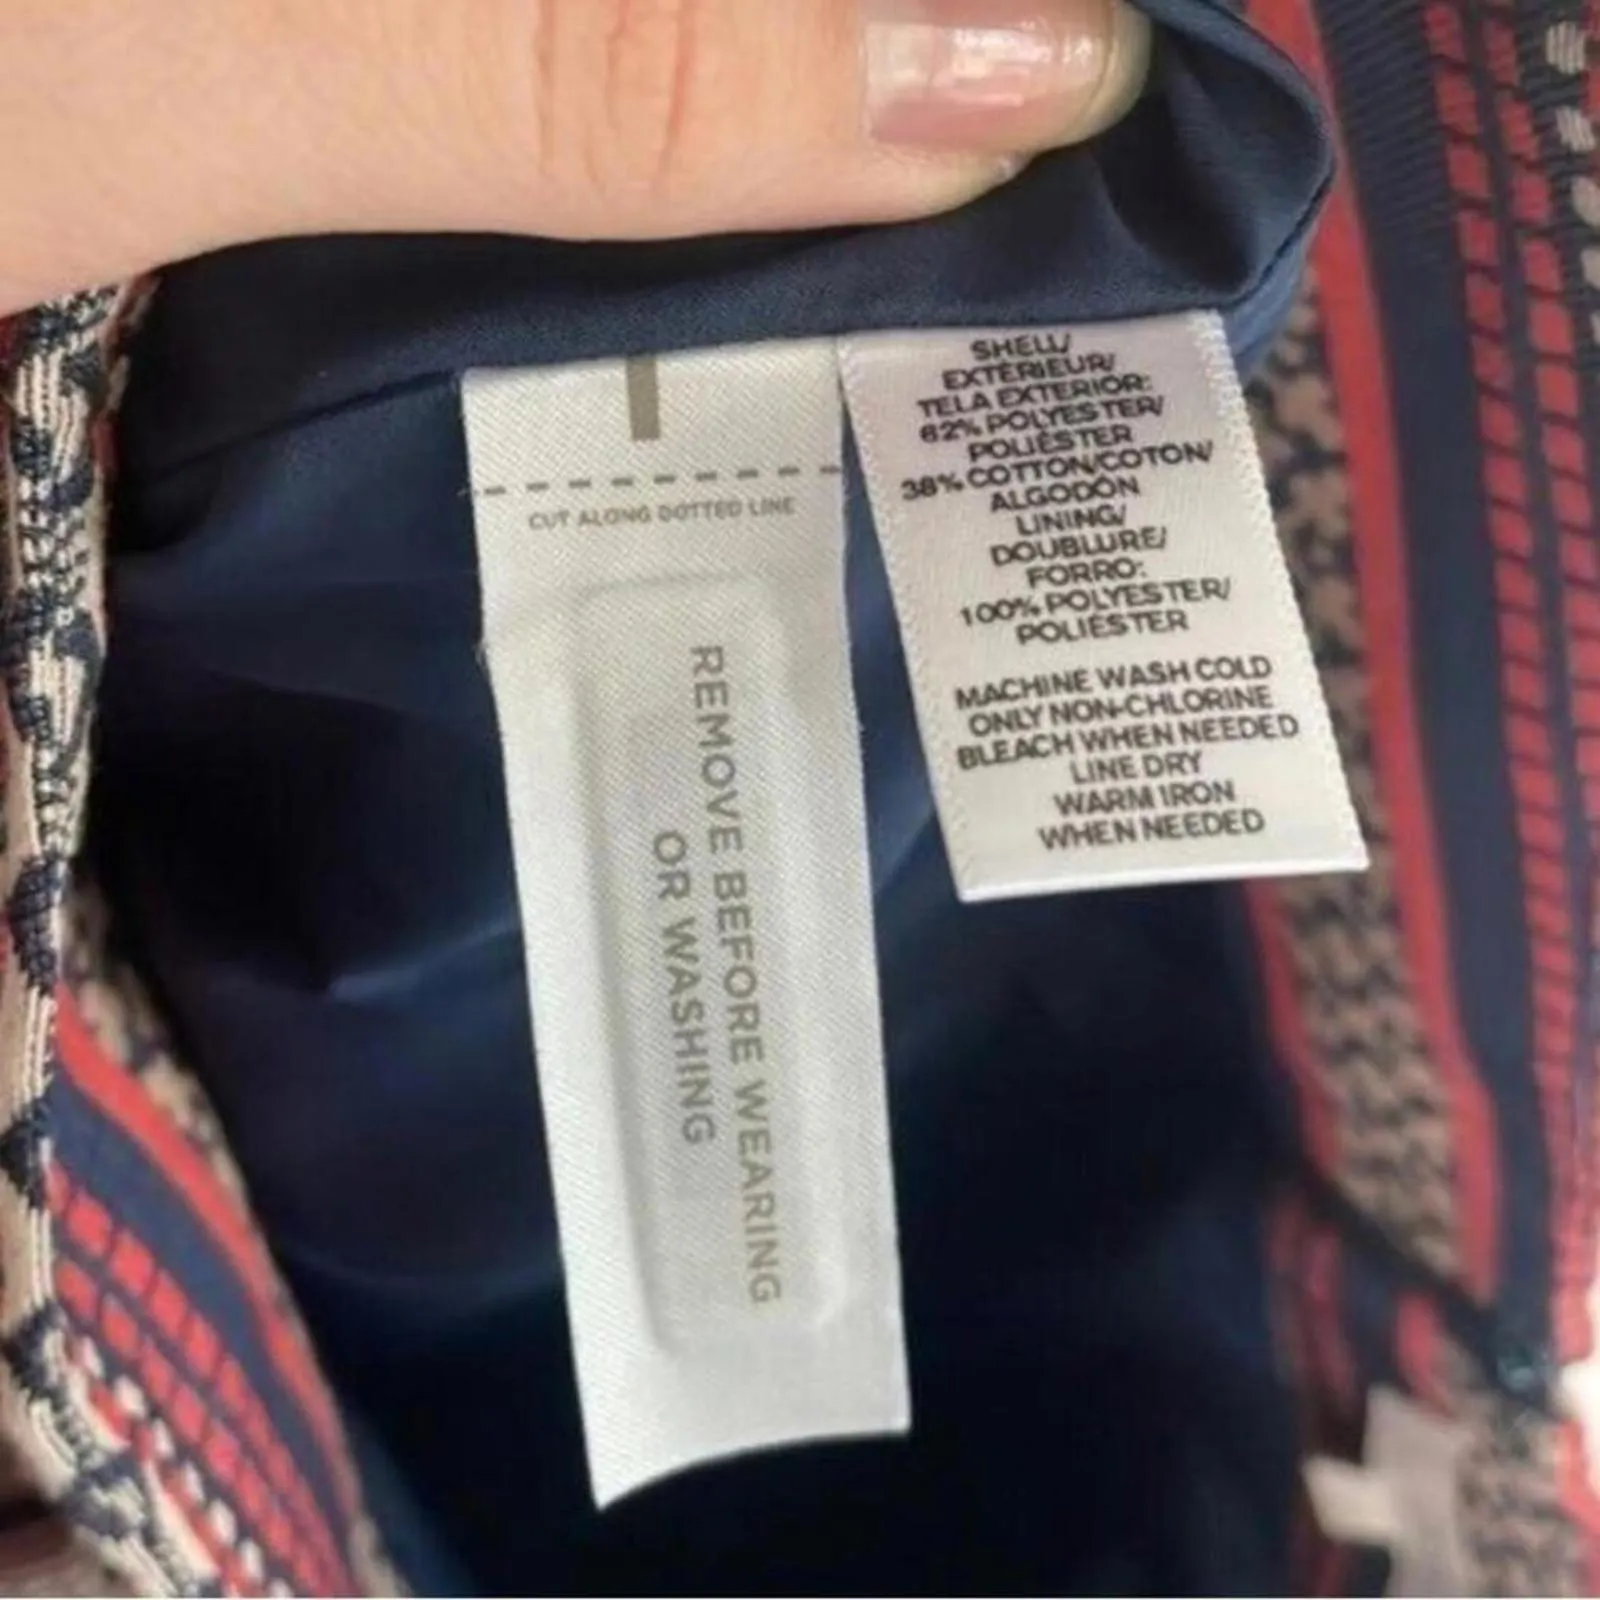 CUT ALONG DOTTED LINE
REMOVE BEFORE WEARING
OR WASHING
SHELL/
EXTÉRIEUR/
TELA EXTERIOR:
62% POLYESTER/
POLIÉSTER
38% COTTON/COTON/
ALGODÓN
LINING/
DOUBLURE/
FORRO:
100% POLYESTER/
POLIÉSTER
MACHINE WASH COLD
ONLY NON-CHLORINE
BLEACH WHEN NEEDED
LINE DRY
WARM IRON
WHEN NEEDED